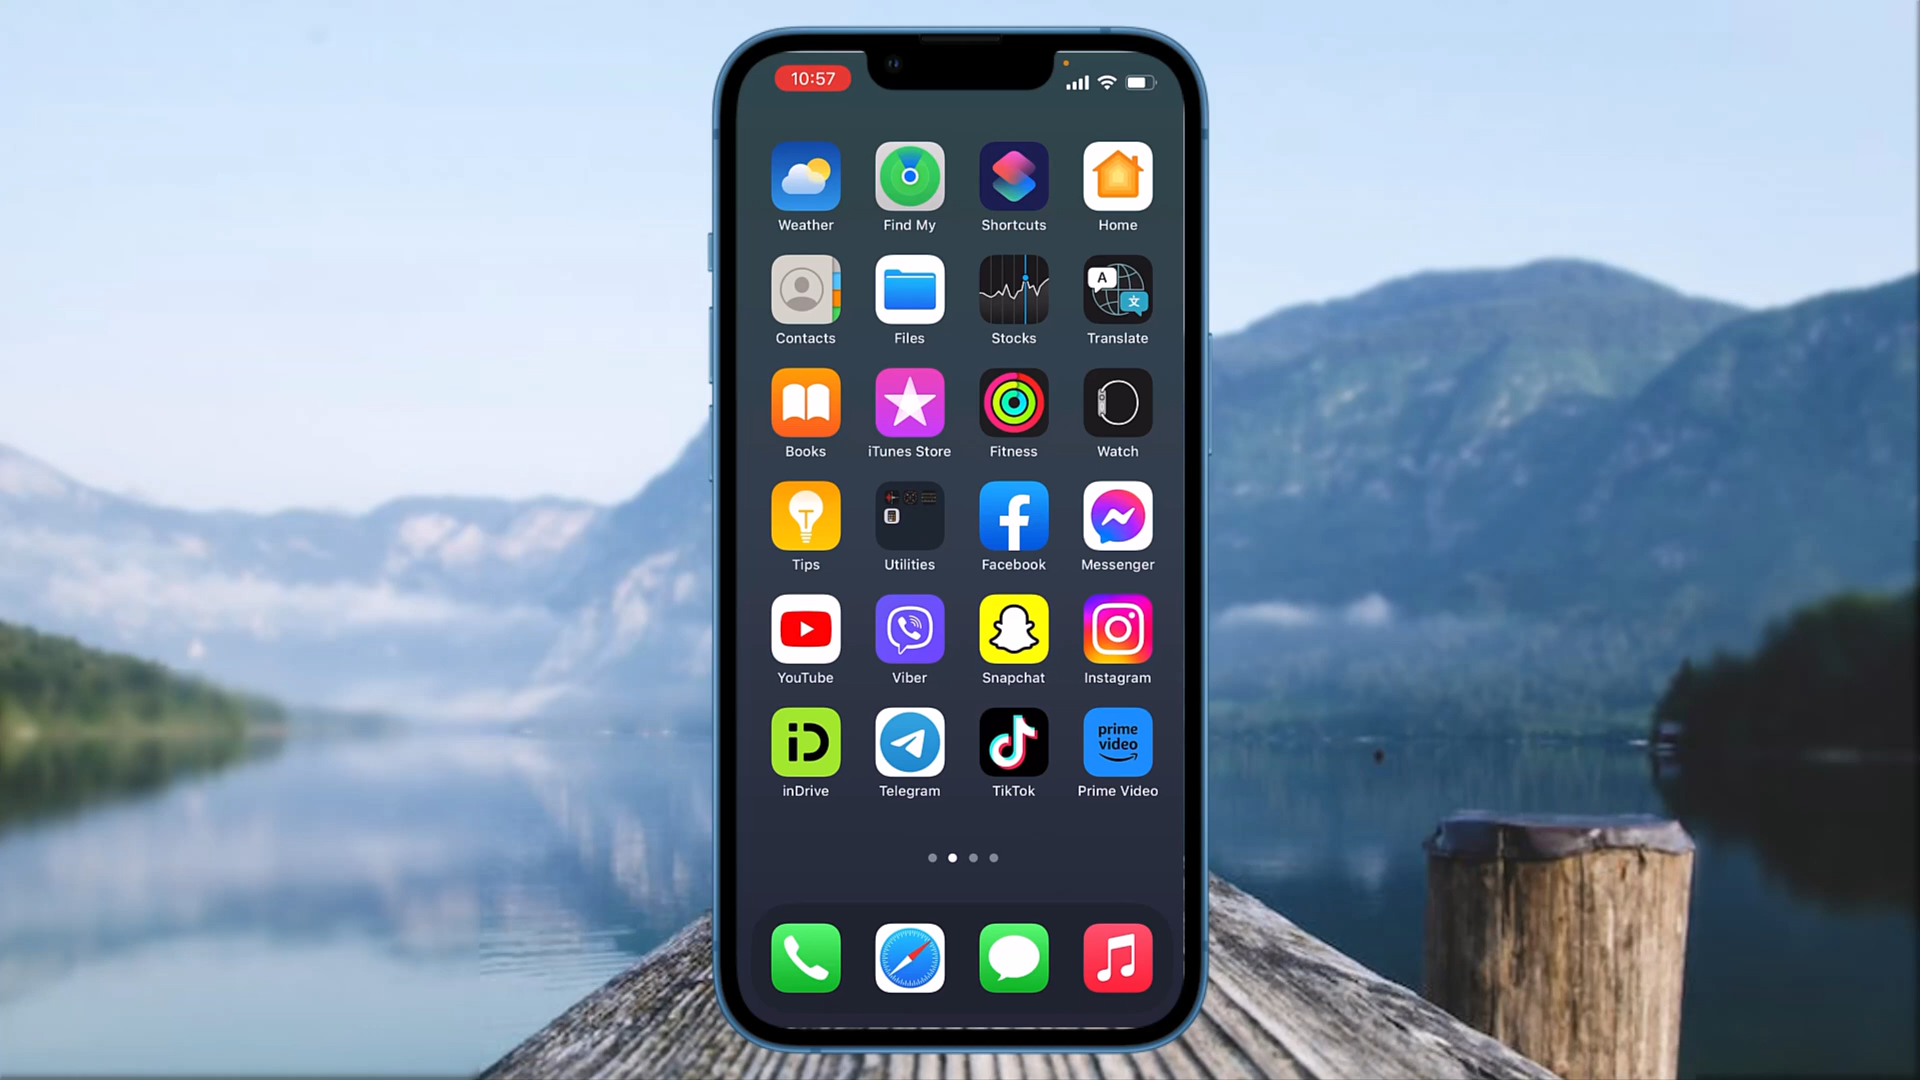 10:57
Weather Find My Shortcuts Home
A
文
Contacts Files Stocks Translate
Books iTunes Store Fitness Watch
Tips Utilities Facebook Messenger
YouTube Viber Snapchat Instagram
iD
prime
video
inDrive Telegram TikTok Prime Video